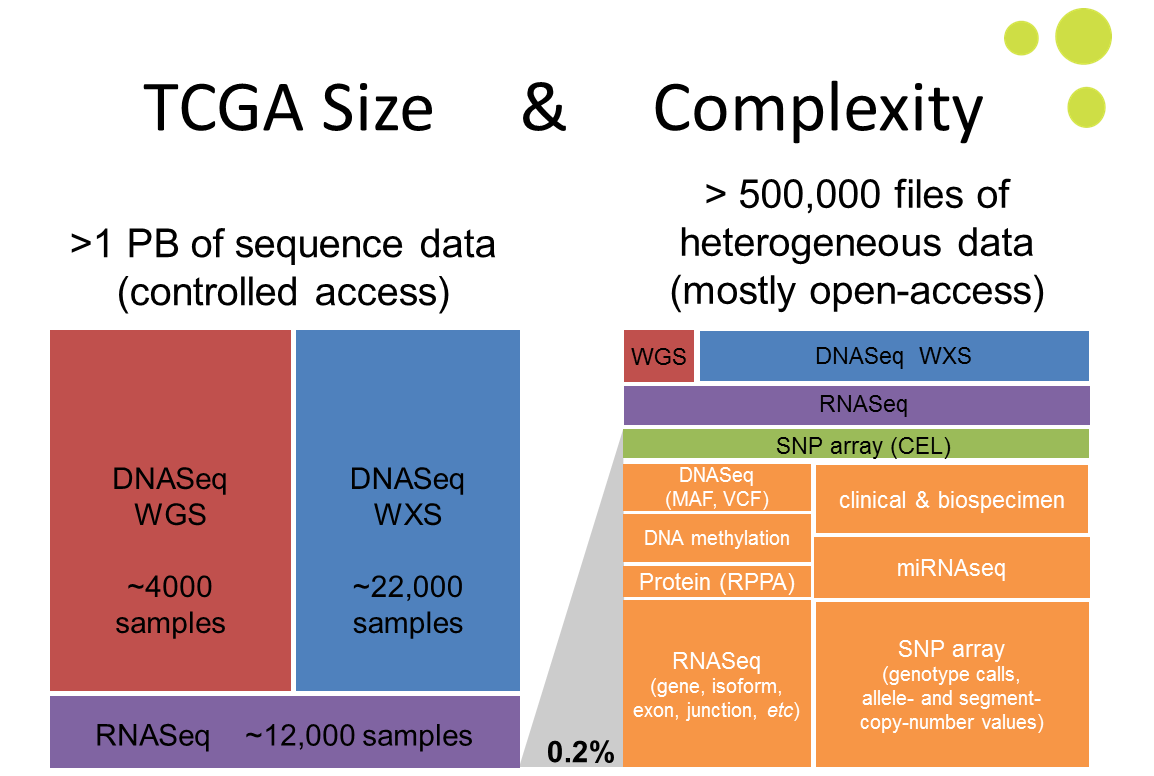 TCGA Size & Complexity
>1 PB of sequence data
(controlled access)
DNASeq
WGS
~4000
samples
DNASeq
WXS
~22,000
samples
RNASeq ~12,000 samples
0.2%
> 500,000 files of
heterogeneous data
(mostly open-access)
WGS
DNASeq WXS
RNASeq
SNP array (CEL)
DNASeq
(MAF, VCF)
DNA methylation
Protein (RPPA)
RNASeq
(gene, isoform,
exon, junction, etc)
clinical & biospecimen
miRNAseq
SNP array
(genotype calls,
allele- and segment-
copy-number values)